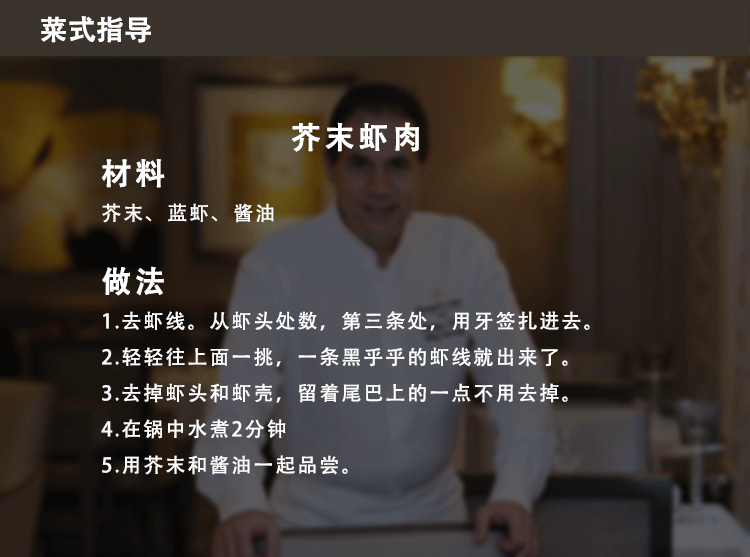 菜式指导
芥末虾肉
材料
芥末、蓝虾、酱油
做法
1.去虾线。从虾头处数，第三条处，用牙签扎进去。
2.轻轻往上面一挑，一条黑乎乎的虾线就出来了。
3.去掉虾头和虾壳，留着尾巴上的一点不用去掉。
4.在锅中水煮2分钟
5.用芥末和酱油一起品尝。